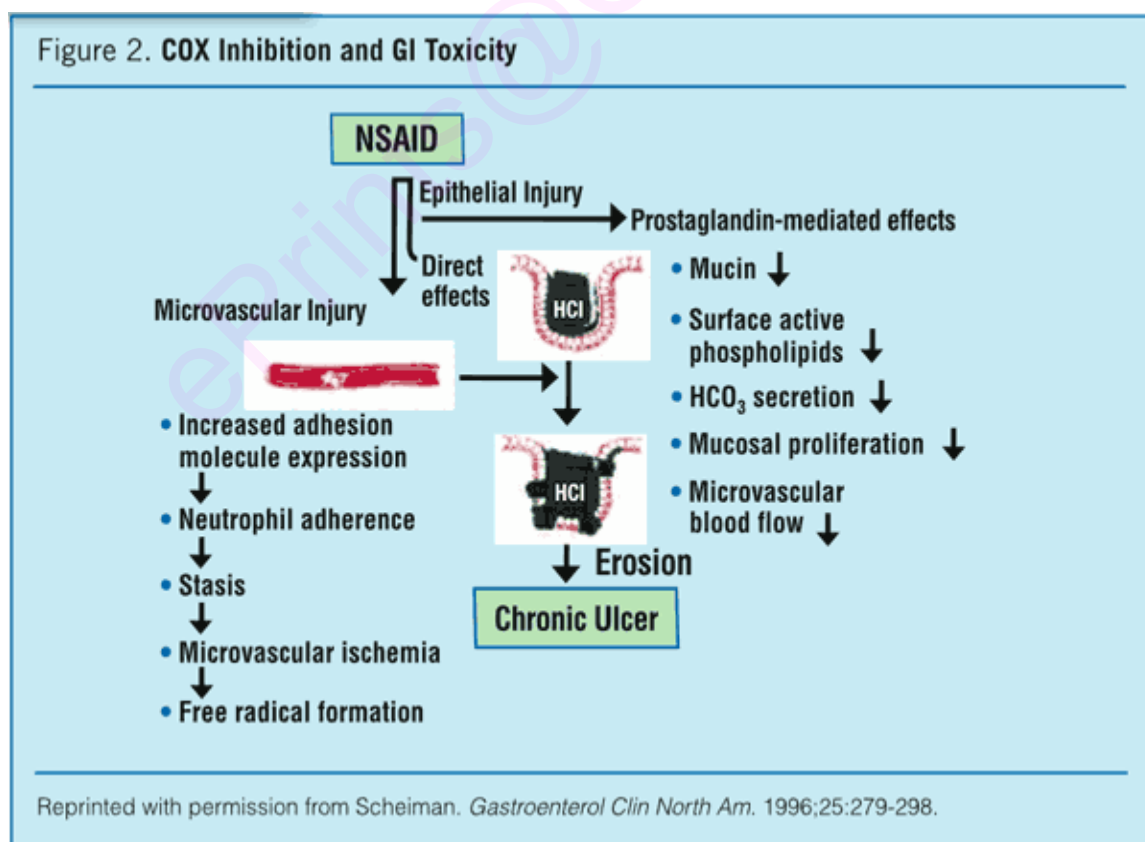 Figure 2. COX Inhibition and GI Toxicity
NSAID
Epithelial Injury
Prostaglandin-mediated effects
Direct
effects
Microvascular Injury
HCl
• Mucin ↓
• Surface active
phospholipids ↓
• HCO₃ secretion ↓
• Mucosal proliferation ↓
• Microvascular
blood flow ↓
• Increased adhesion
molecule expression
• Neutrophil adherence
• Stasis
• Microvascular ischemia
• Free radical formation
HCl
Erosion
Chronic Ulcer
Reprinted with permission from Scheiman. Gastroenterol Clin North Am. 1996;25:279-298.
ePrints@